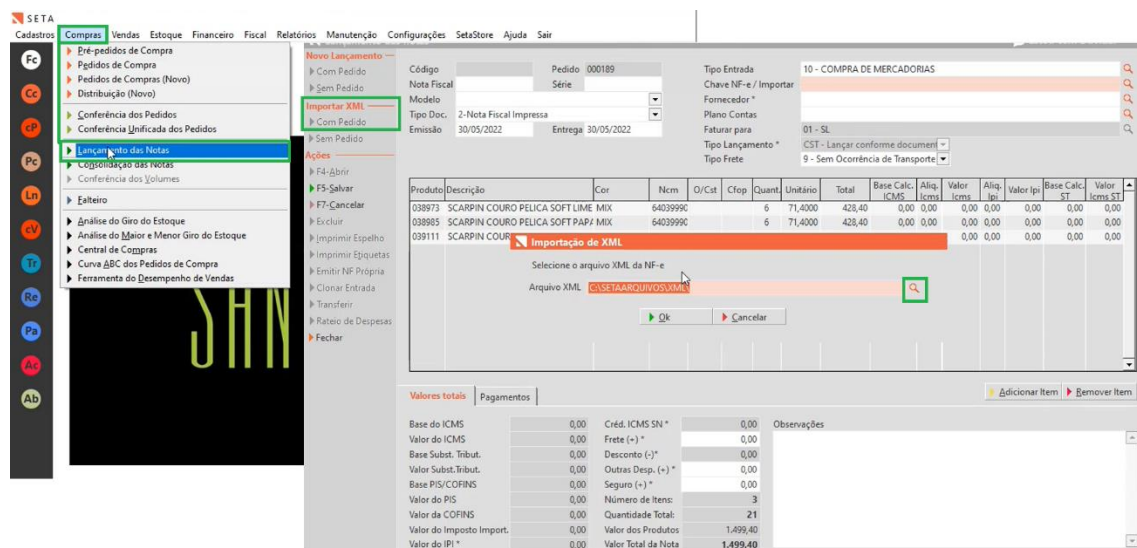 SETA
Cadastros Compras Vendas Estoque Financeiro Fiscal Relatórios Manutenção Configurações SetaStore Ajuda Sair
Pré-pedidos de Compra
Pedidos de Compra
Pedidos de Compras (Novo)
Distribuição (Novo)
Conferência dos Pedidos
Conferência Unificada dos Pedidos
Lançamento das Notas
Consolidação das Notas
Conferência dos Volumes
Falteiro
Análise do Giro do Estoque
Análise do Maior e Menor Giro do Estoque
Central de Compras
Curva ABC dos Pedidos de Compra
Ferramenta do Desempenho de Vendas
Fc
Cc
cP
Pc
Ln
cV
Tr
Re
Pa
Ac
Ab
Novo Lançamento
Com Pedido
Sem Pedido
Importar XML
Com Pedido
Sem Pedido
Ações
F4-Abrir
F5-Salvar
F7-Cancelar
Excluir
Imprimir Espelho
Imprimir Etiquetas
Emitir NF Própria
Clonar Entrada
Transferir
Rateio de Despesas
Fechar
Código Pedido 000189 Tipo Entrada 10 - COMPRA DE MERCADORIAS
Nota Fiscal Série Chave NF-e / Importar
Modelo Fornecedor *
Tipo Doc. 2-Nota Fiscal Impressa Plano Contas
Emissão 30/05/2022 Entrega 30/05/2022 Faturar para 01 - SL
Tipo Lançamento * CST - Lançar conforme document
Tipo Frete 9 - Sem Ocorrência de Transporte
Produto Descrição Cor Ncm O/Cst Cfop Quant. Unitário Total Base Calc. ICMS Aliq. Icms Valor Icms Aliq. Ipi Valor Ipi Base Calc. ST Valor Icms ST
038973 SCARPIN COURO PELICA SOFT LIME MIX 64039990 6 71,4000 428,40 0,00 0,00 0,00 0,00 0,00 0,00 0,00
038985 SCARPIN COURO PELICA SOFT PAPA MIX 64039990 6 71,4000 428,40 0,00 0,00 0,00 0,00 0,00 0,00 0,00
039111 SCARPIN COUR 0,00 0,00 0,00 0,00 0,00
Importação de XML
Selecione o arquivo XML da NF-e
Arquivo XML C:\SETAARQUIVOS\XML\
Ok Cancelar
Valores totais Pagamentos Adicionar Item Remover Item
Base do ICMS 0,00 Créd. ICMS SN * 0,00 Observações
Valor do ICMS 0,00 Frete (+) * 0,00
Base Subst. Tribut. 0,00 Desconto (-)* 0,00
Valor Subst.Tribut. 0,00 Outras Desp. (+) * 0,00
Base PIS/COFINS 0,00 Seguro (+) * 0,00
Valor do PIS 0,00 Número de Itens: 3
Valor da COFINS 0,00 Quantidade Total: 21
Valor do Imposto Import. 0,00 Valor dos Produtos 1.499,40
Valor do IPI * 0,00 Valor Total da Nota 1.499,40